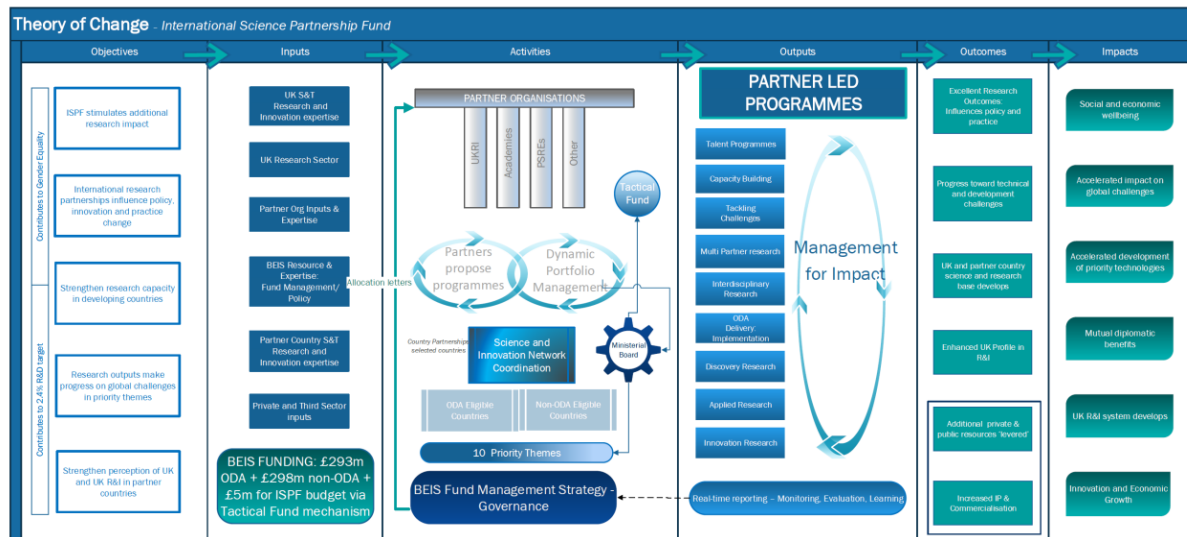 Theory of Change - International Science Partnership Fund
Objectives
Inputs
Activities
Outputs
Outcomes
Impacts
Contributes to Gender Equality
Contributes to 2.4% R&D target
ISPF stimulates additional
research impact
International research
partnerships influence policy,
innovation and practice
change
Strengthen research capacity
in developing countries
Research outputs make
progress on global challenges
in priority themes
Strengthen perception of UK
and UK R&I in partner
countries
UK S&T
Research and
Innovation expertise
UK Research Sector
Partner Org Inputs &
Expertise
BEIS Resource &
Expertise:
Fund Management/
Policy
Partner Country S&T
Research and
Innovation expertise
Private and Third Sector
inputs
BEIS FUNDING: £293m
ODA + £298m non-ODA +
£5m for ISPF budget via
Tactical Fund mechanism
PARTNER ORGANISATIONS
UKRI
Academies
PSREs
Other
Tactical
Fund
Partners
propose
programmes
Dynamic
Portfolio
Management
Allocation letters
Country Partnerships
selected countries
Science and
Innovation Network
Coordination
Ministerial
Board
ODA Eligible
Countries
Non-ODA Eligible
Countries
10 Priority Themes
BEIS Fund Management Strategy -
Governance
PARTNER LED
PROGRAMMES
Talent Programmes
Capacity Building
Tackling
Challenges
Multi Partner research
Interdisciplinary
Research
ODA
Delivery:
Implementation
Discovery Research
Applied Research
Innovation Research
Management
for Impact
Real-time reporting – Monitoring, Evaluation, Learning
Excellent Research
Outcomes:
Influences policy and
practice
Progress toward technical
and development
challenges
UK and partner country
science and research
base develops
Enhanced UK Profile in
R&I
Additional private &
public resources 'levered'
Increased IP &
Commercialisation
Social and economic
wellbeing
Accelerated impact on
global challenges
Accelerated development
of priority technologies
Mutual diplomatic
benefits
UK R&I system develops
Innovation and Economic
Growth